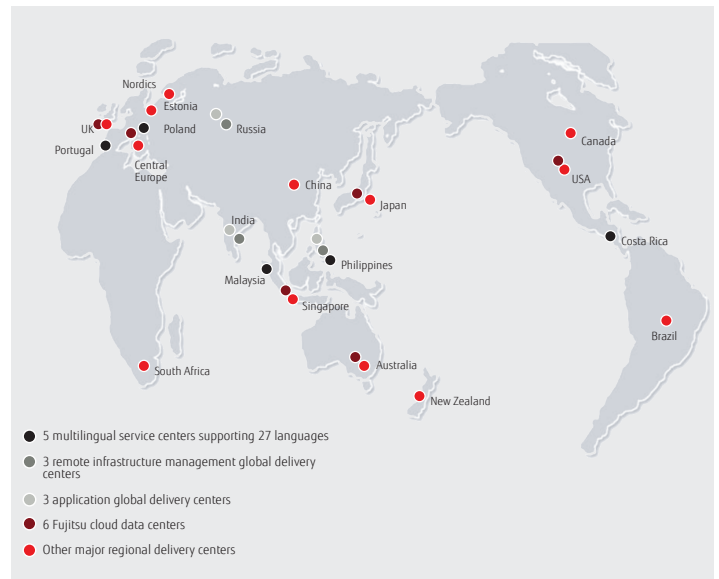 Nordics
Estonia
UK
Poland
Russia
Portugal
Central
Europe
Canada
USA
China
Japan
India
Costa Rica
Philippines
Malaysia
Singapore
Brazil
South Africa
Australia
New Zealand
5 multilingual service centers supporting 27 languages
3 remote infrastructure management global delivery
centers
3 application global delivery centers
6 Fujitsu cloud data centers
Other major regional delivery centers